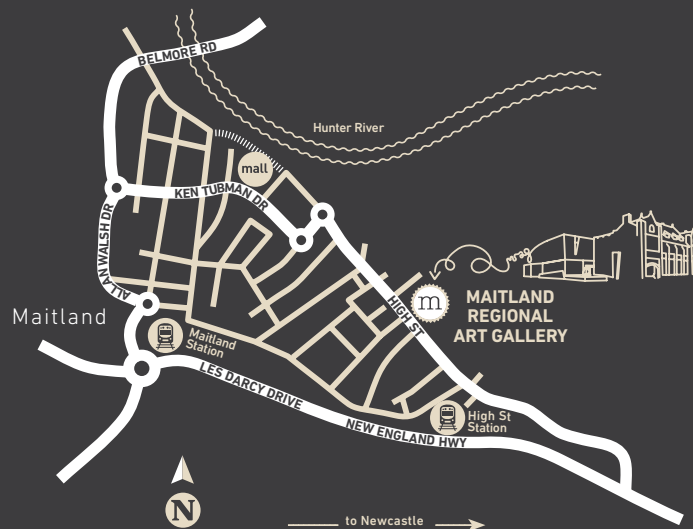 BELMORE RD
Hunter River
mall
KEN TUBMAN DR
ALLAN WALSH DR
HIGH ST
m
MAITLAND
REGIONAL
ART GALLERY
Maitland
Maitland
Station
LES DARCY DRIVE
High St
Station
NEW ENGLAND HWY
N
to Newcastle